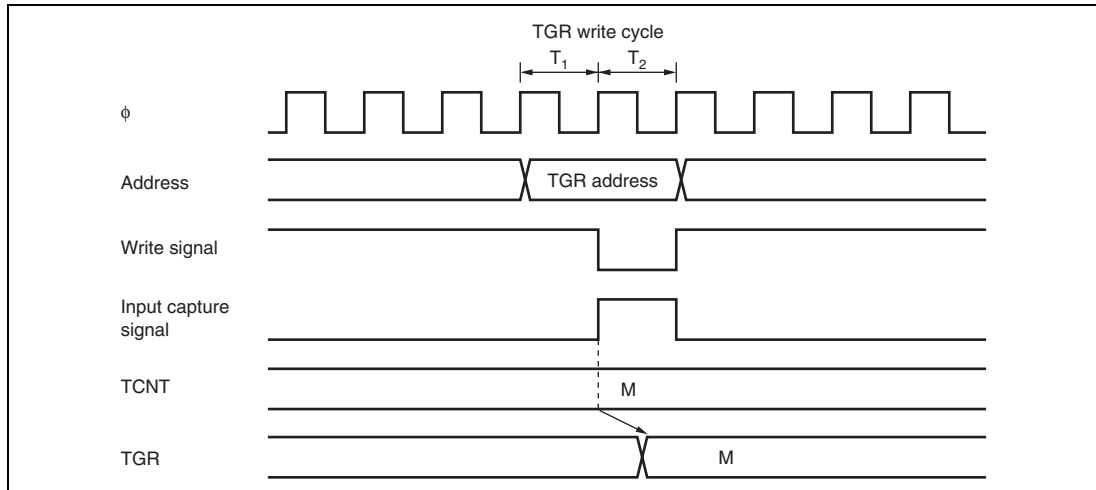 TGR write cycle
T₁ T₂
ϕ
Address
TGR address
Write signal
Input capture
signal
TCNT
M
TGR
M